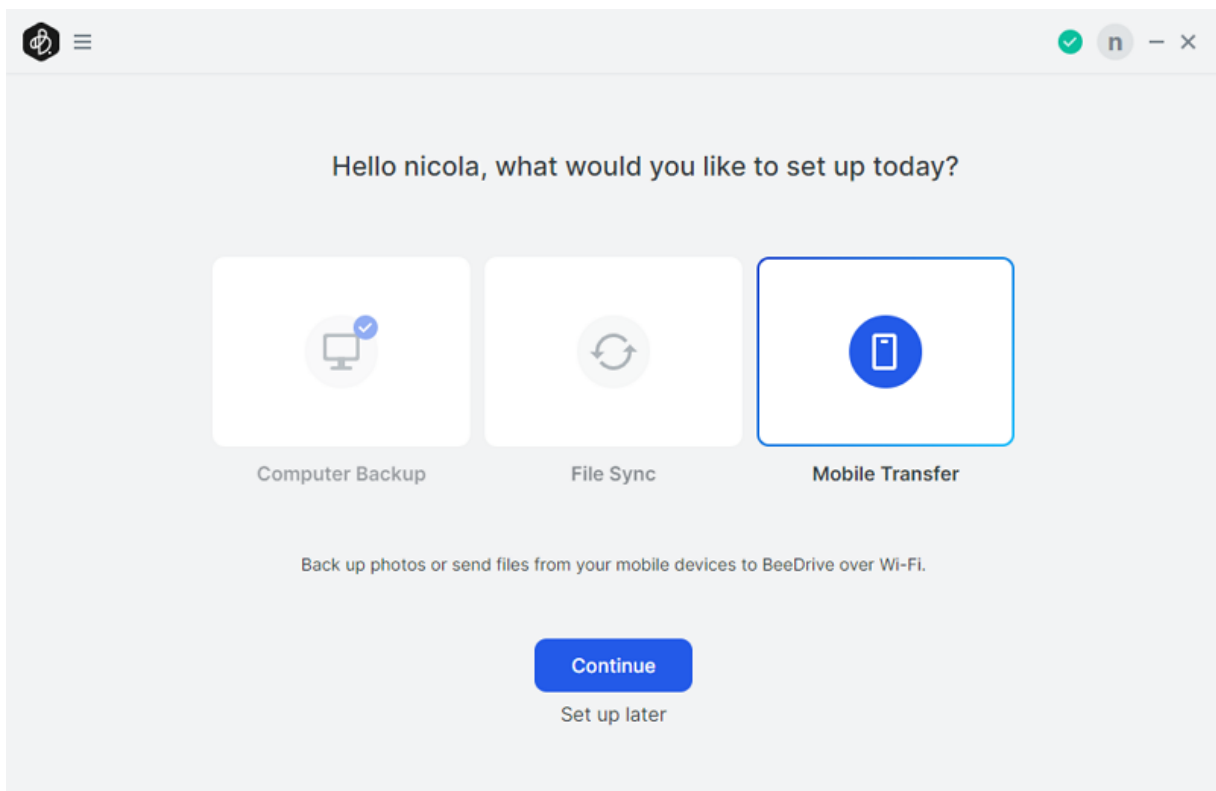 n
Hello nicola, what would you like to set up today?
Computer Backup
File Sync
Mobile Transfer
Back up photos or send files from your mobile devices to BeeDrive over Wi-Fi.
Continue
Set up later